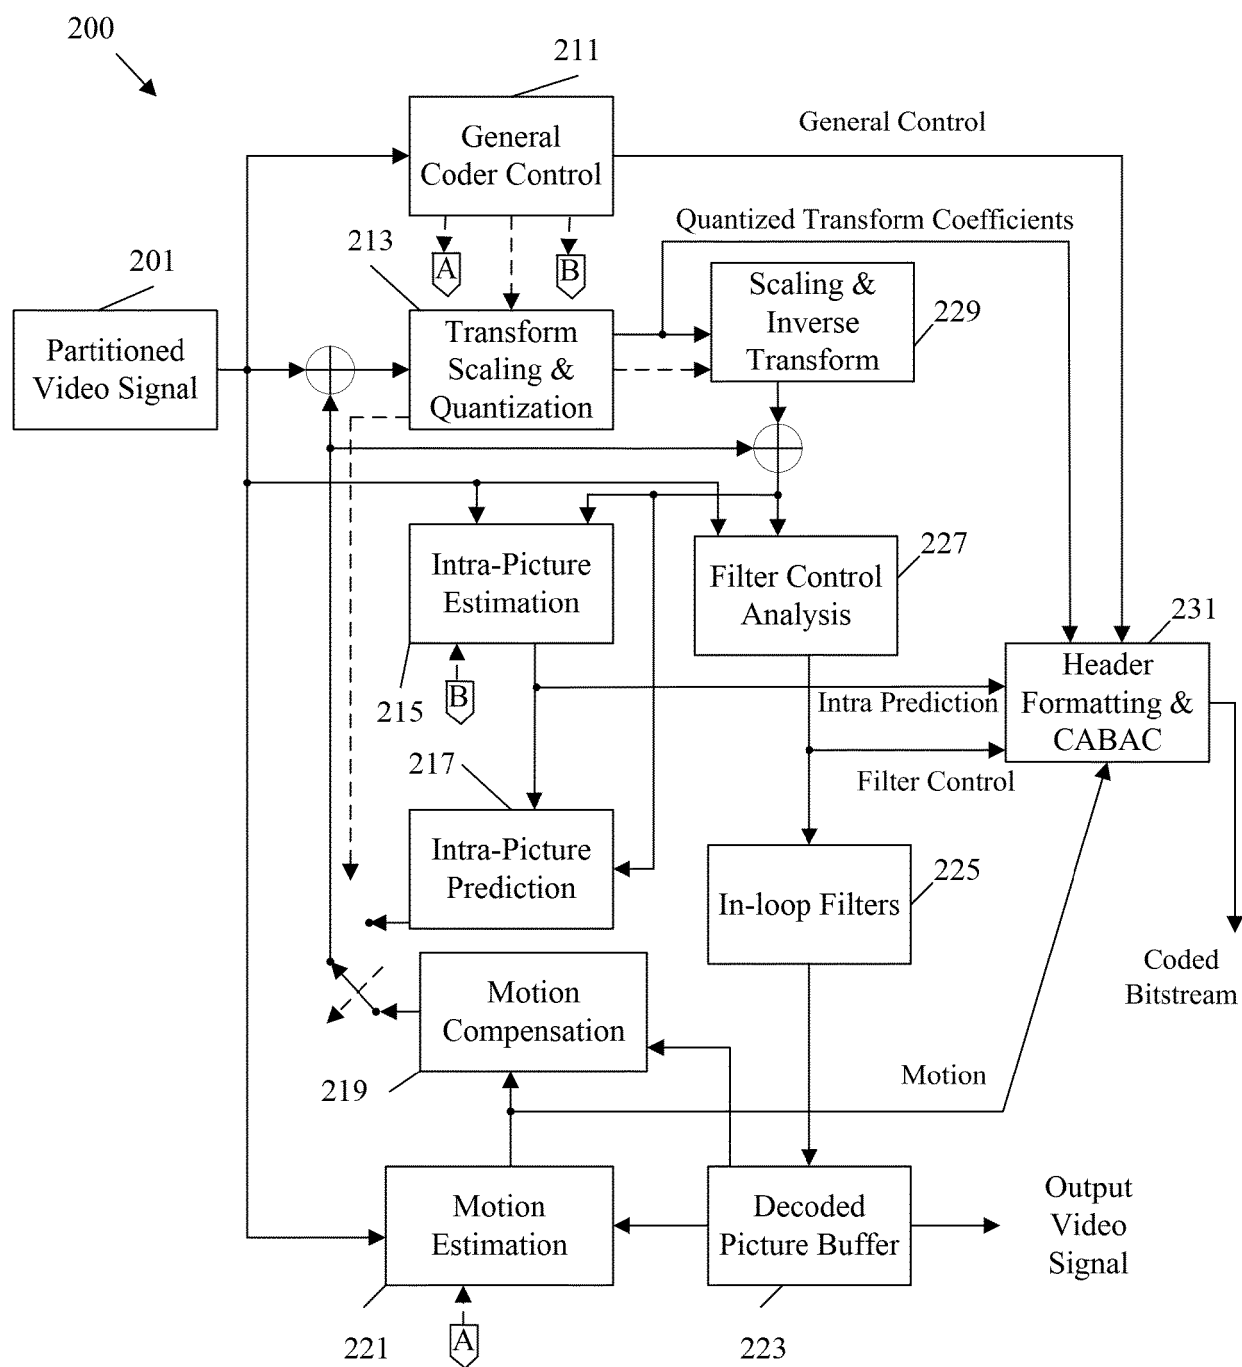 200
211
General
Coder Control
General Control
Quantized Transform Coefficients
A
B
213
201
Partitioned
Video Signal
Transform
Scaling &
Quantization
Scaling &
Inverse
Transform
229
Intra-Picture
Estimation
215
B
227
Filter Control
Analysis
231
Header
Formatting &
CABAC
Intra Prediction
Filter Control
217
Intra-Picture
Prediction
225
In-loop Filters
Coded
Bitstream
Motion
Compensation
219
Motion
Motion
Estimation
221
A
Decoded
Picture Buffer
223
Output
Video
Signal